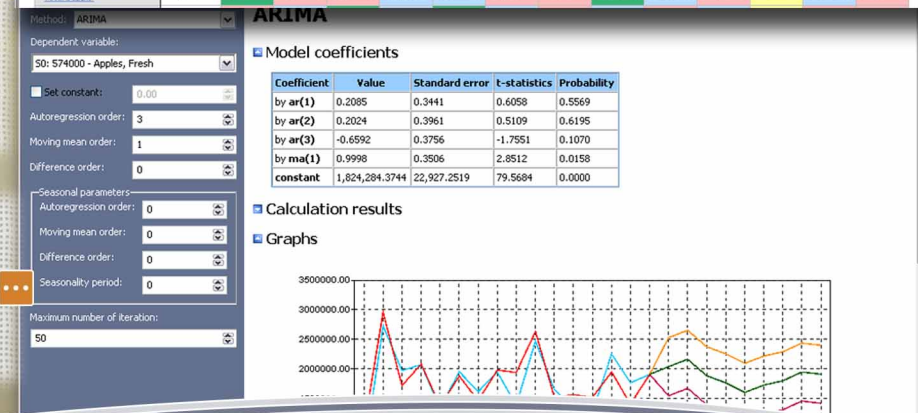 Method: ARIMA
Dependent variable:
S0: 574000 - Apples, Fresh
Set constant: 0.00
Autoregression order: 3
Moving mean order: 1
Difference order: 0
Seasonal parameters
Autoregression order: 0
Moving mean order: 0
Difference order: 0
Seasonality period: 0
Maximum number of iteration:
50
ARIMA
Model coefficients
Coefficient Value Standard error t-statistics Probability
by ar(1) 0.2085 0.3441 0.6058 0.5569
by ar(2) 0.2024 0.3961 0.5109 0.6195
by ar(3) -0.6592 0.3756 -1.7551 0.1070
by ma(1) 0.9998 0.3506 2.8512 0.0158
constant 1,824,284.3744 22,927.2519 79.5684 0.0000
Calculation results
Graphs
3500000.00
3000000.00
2500000.00
2000000.00